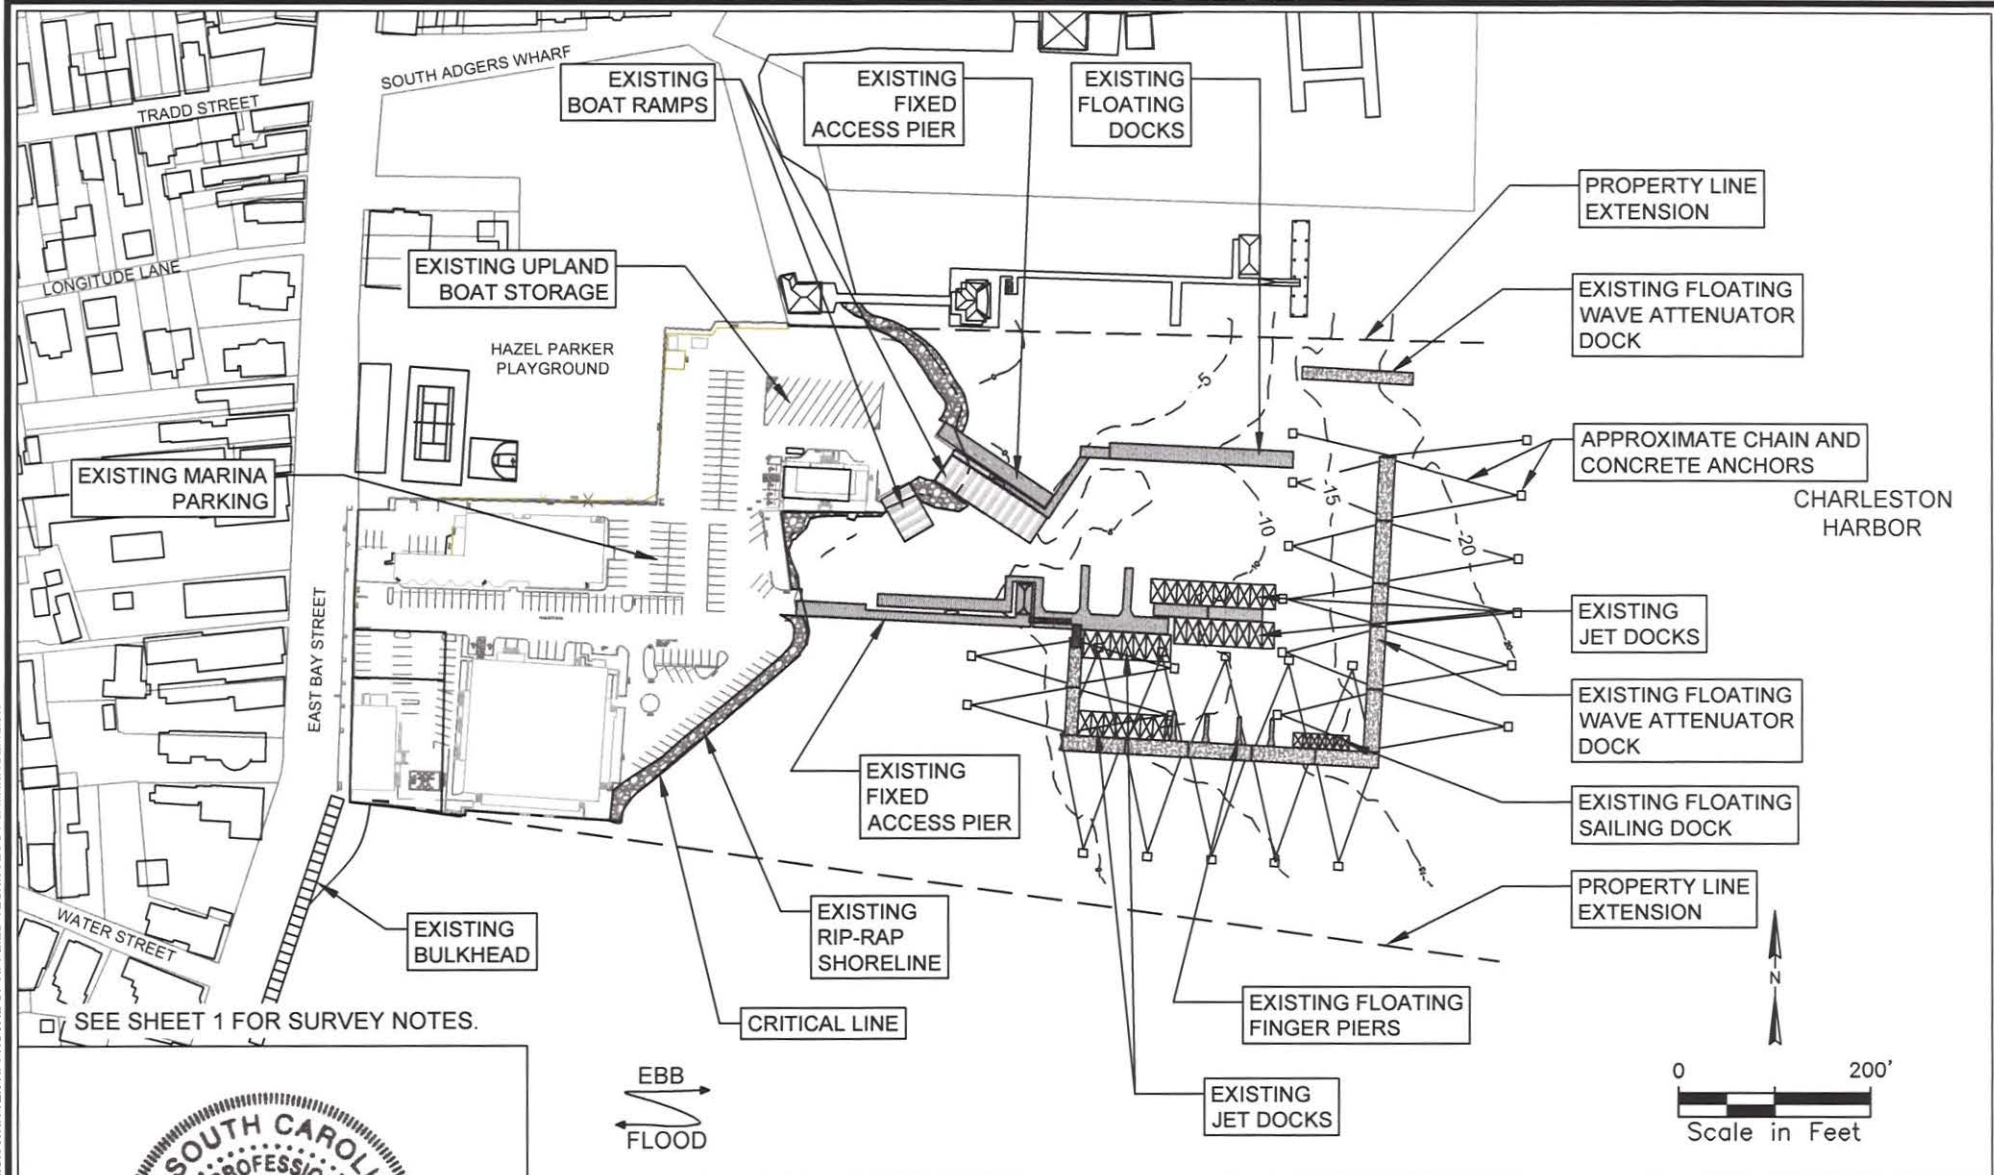 SOUTH ADGERS WHARF
TRADD STREET
EXISTING
BOAT RAMPS
EXISTING
FIXED
ACCESS PIER
EXISTING
FLOATING
DOCKS
PROPERTY LINE
EXTENSION
LONGITUDE LANE
EXISTING UPLAND
BOAT STORAGE
EXISTING FLOATING
WAVE ATTENUATOR
DOCK
HAZEL PARKER
PLAYGROUND
-5
APPROXIMATE CHAIN AND
CONCRETE ANCHORS
EXISTING MARINA
PARKING
-15
-10
-20
CHARLESTON
HARBOR
EAST BAY STREET
EXISTING
JET DOCKS
EXISTING FLOATING
WAVE ATTENUATOR
DOCK
EXISTING
FIXED
ACCESS PIER
EXISTING FLOATING
SAILING DOCK
PROPERTY LINE
EXTENSION
WATER STREET
EXISTING
BULKHEAD
EXISTING
RIP-RAP
SHORELINE
CRITICAL LINE
EXISTING FLOATING
FINGER PIERS
N
SEE SHEET 1 FOR SURVEY NOTES.
EBB
FLOOD
EXISTING
JET DOCKS
0 200'
Scale in Feet
SOUTH CAROL
PROFESSIO